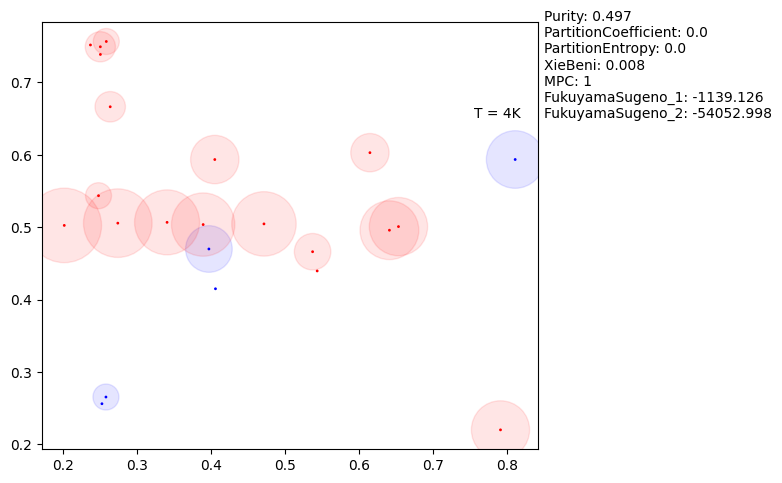 Purity: 0.497
PartitionCoefficient: 0.0
PartitionEntropy: 0.0
XieBeni: 0.008
MPC: 1
FukuyamaSugeno_1: -1139.126
FukuyamaSugeno_2: -54052.998
T = 4K
0.7
0.6
0.5
0.4
0.3
0.2
0.2 0.3 0.4 0.5 0.6 0.7 0.8